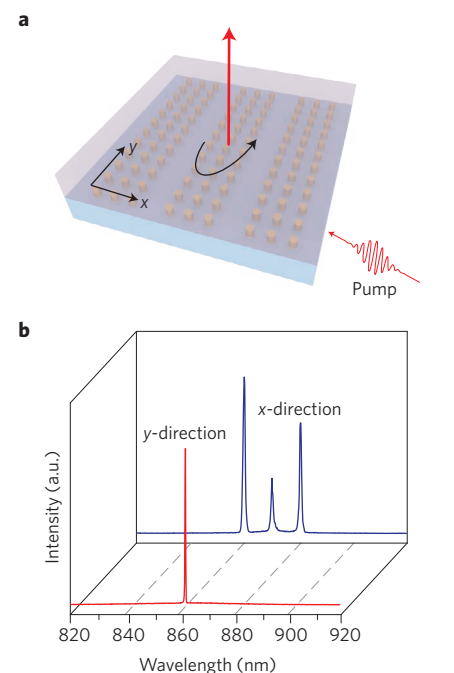 a
y
x
Pump
b
x-direction
y-direction
Intensity (a.u.)
820 840 860 880 900 920
Wavelength (nm)